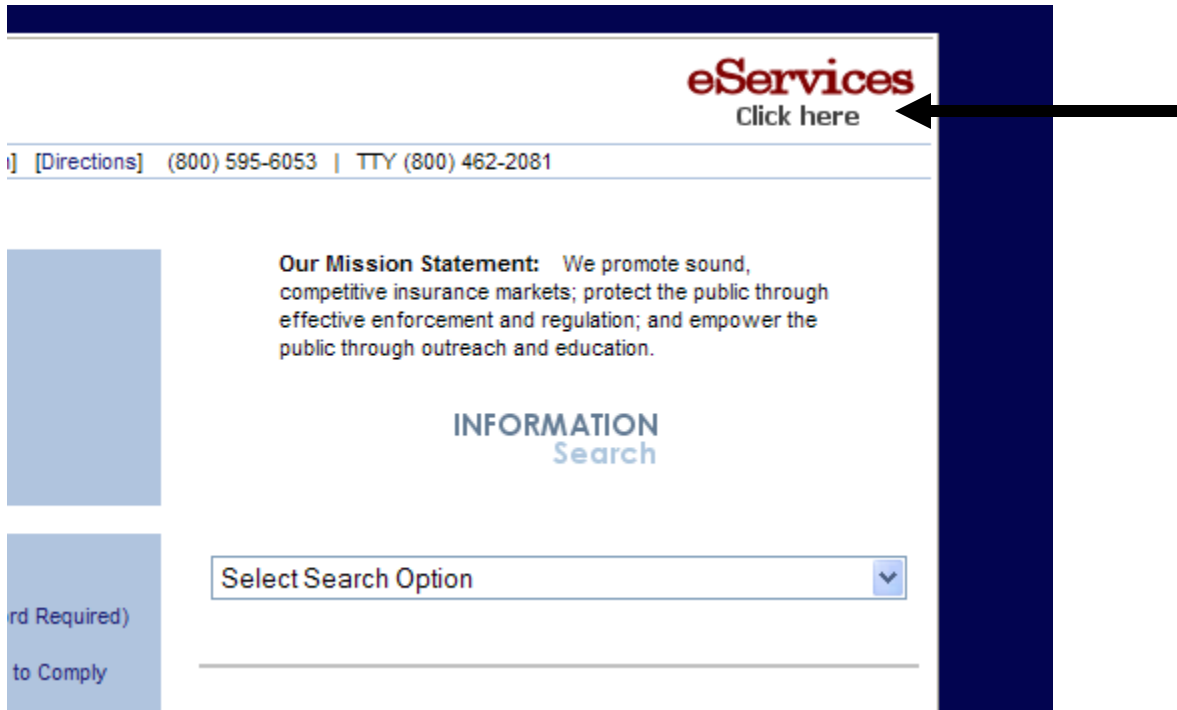 eServices
Click here
[Directions] (800) 595-6053 | TTY (800) 462-2081
Our Mission Statement: We promote sound,
competitive insurance markets; protect the public through
effective enforcement and regulation; and empower the
public through outreach and education.
INFORMATION
Search
Select Search Option
Required)
to Comply